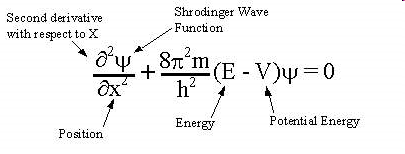 Second derivative
with respect to X
Shrodinger Wave
Function
∂²ψ/∂x² + 8π²m/h² (E - V)ψ = 0
Position
Energy
Potential Energy